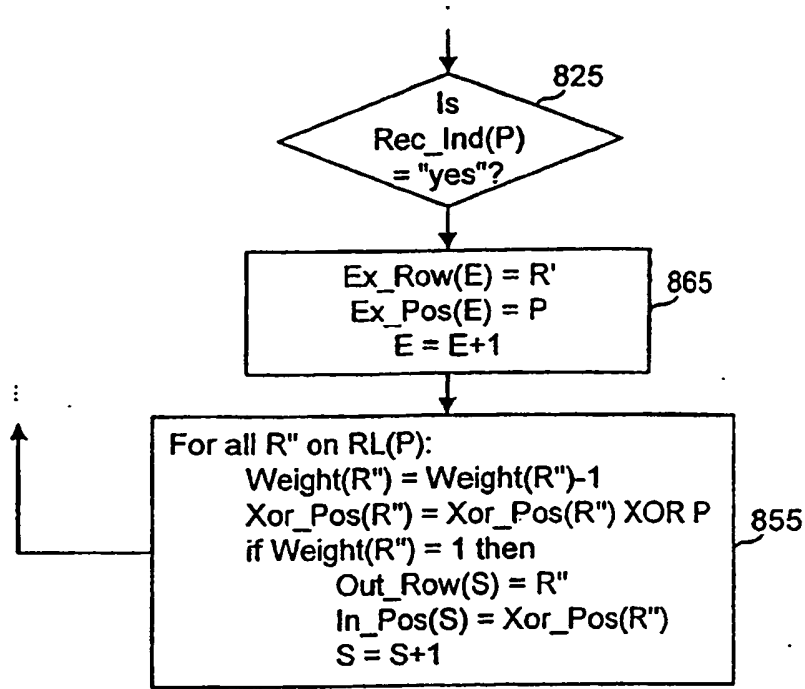 825
Is
Rec_Ind(P)
= "yes"?
Ex_Row(E) = R'
Ex_Pos(E) = P
E = E+1
865
...
For all R" on RL(P):
Weight(R") = Weight(R")-1
Xor_Pos(R") = Xor_Pos(R") XOR P
if Weight(R") = 1 then
Out_Row(S) = R"
In_Pos(S) = Xor_Pos(R")
S = S+1
855